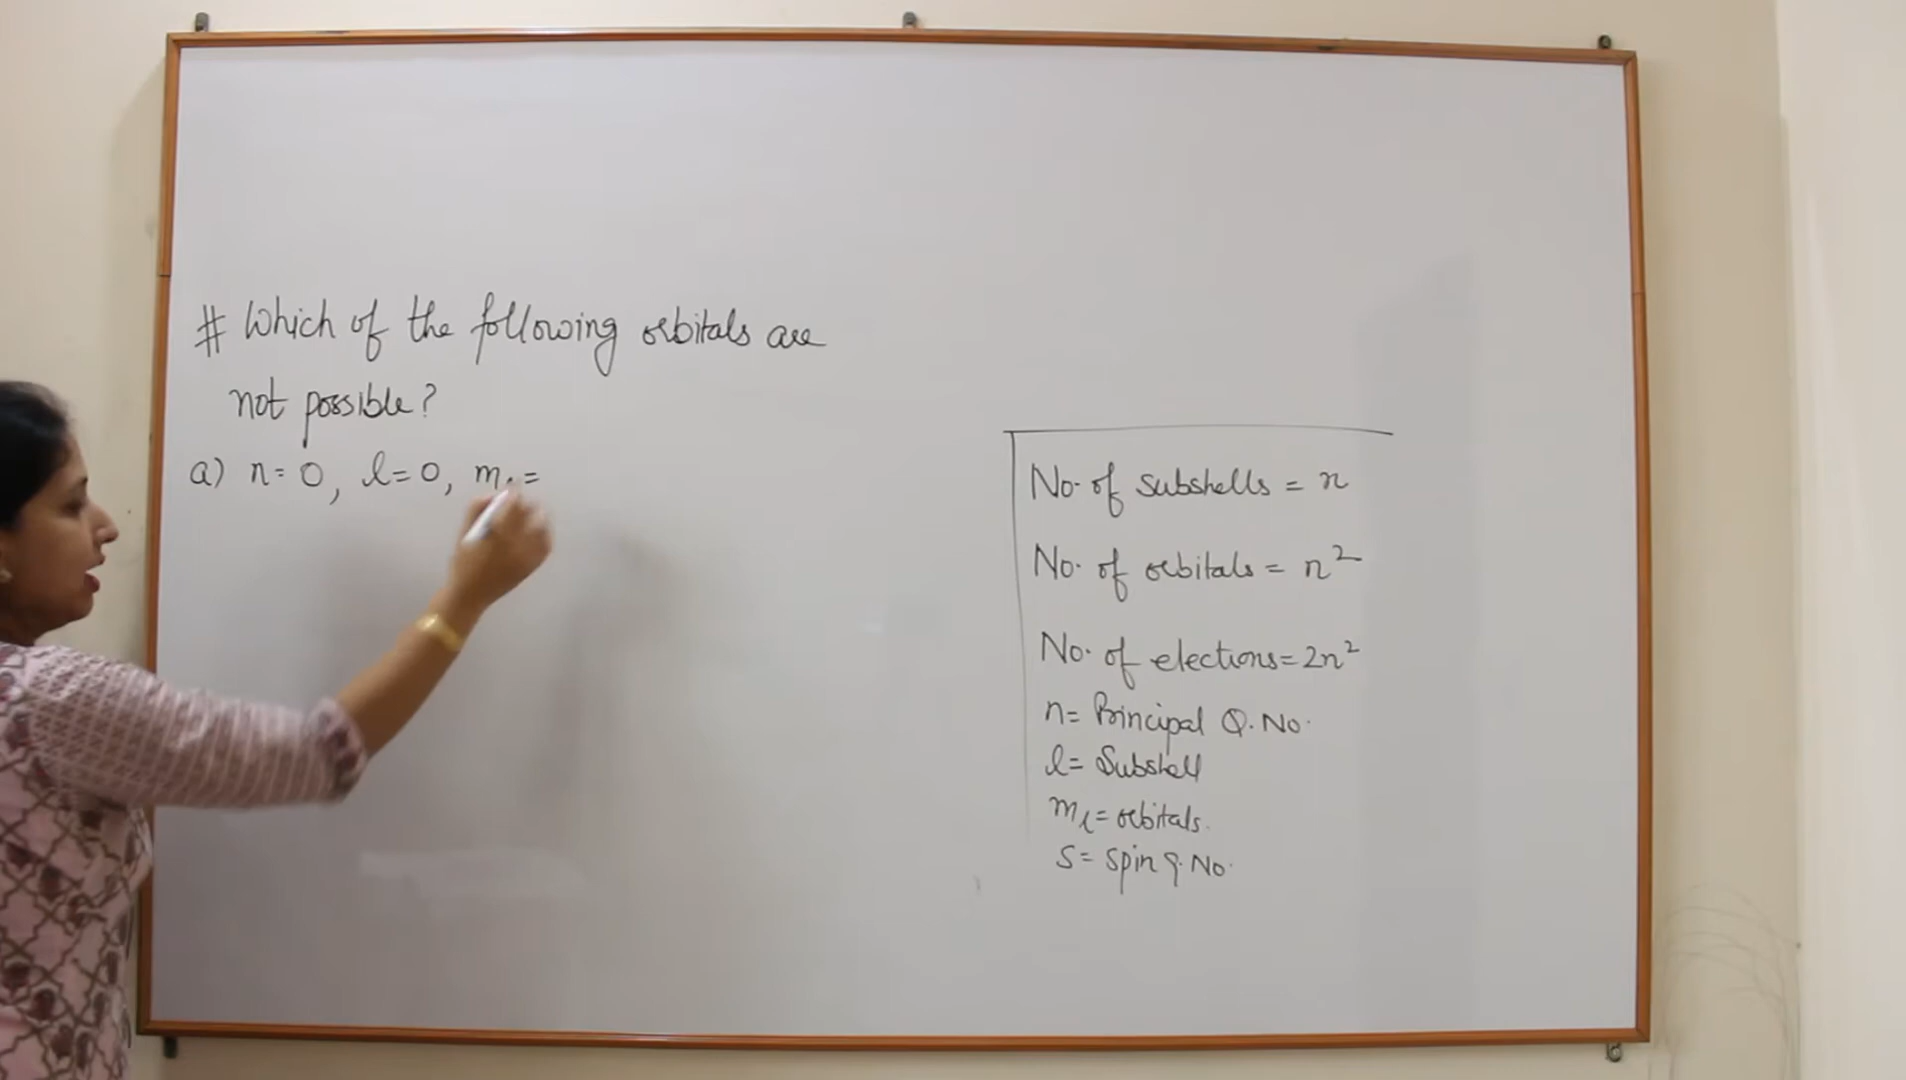 # Which of the following orbitals are
not possible?
a) n=0, l=0, m =
No. of subshells = n
No. of orbitals = n²
No. of elections=2n²
n= Principal Q. No.
l= Subshell
mₗ= orbitals.
s= spin q. No.